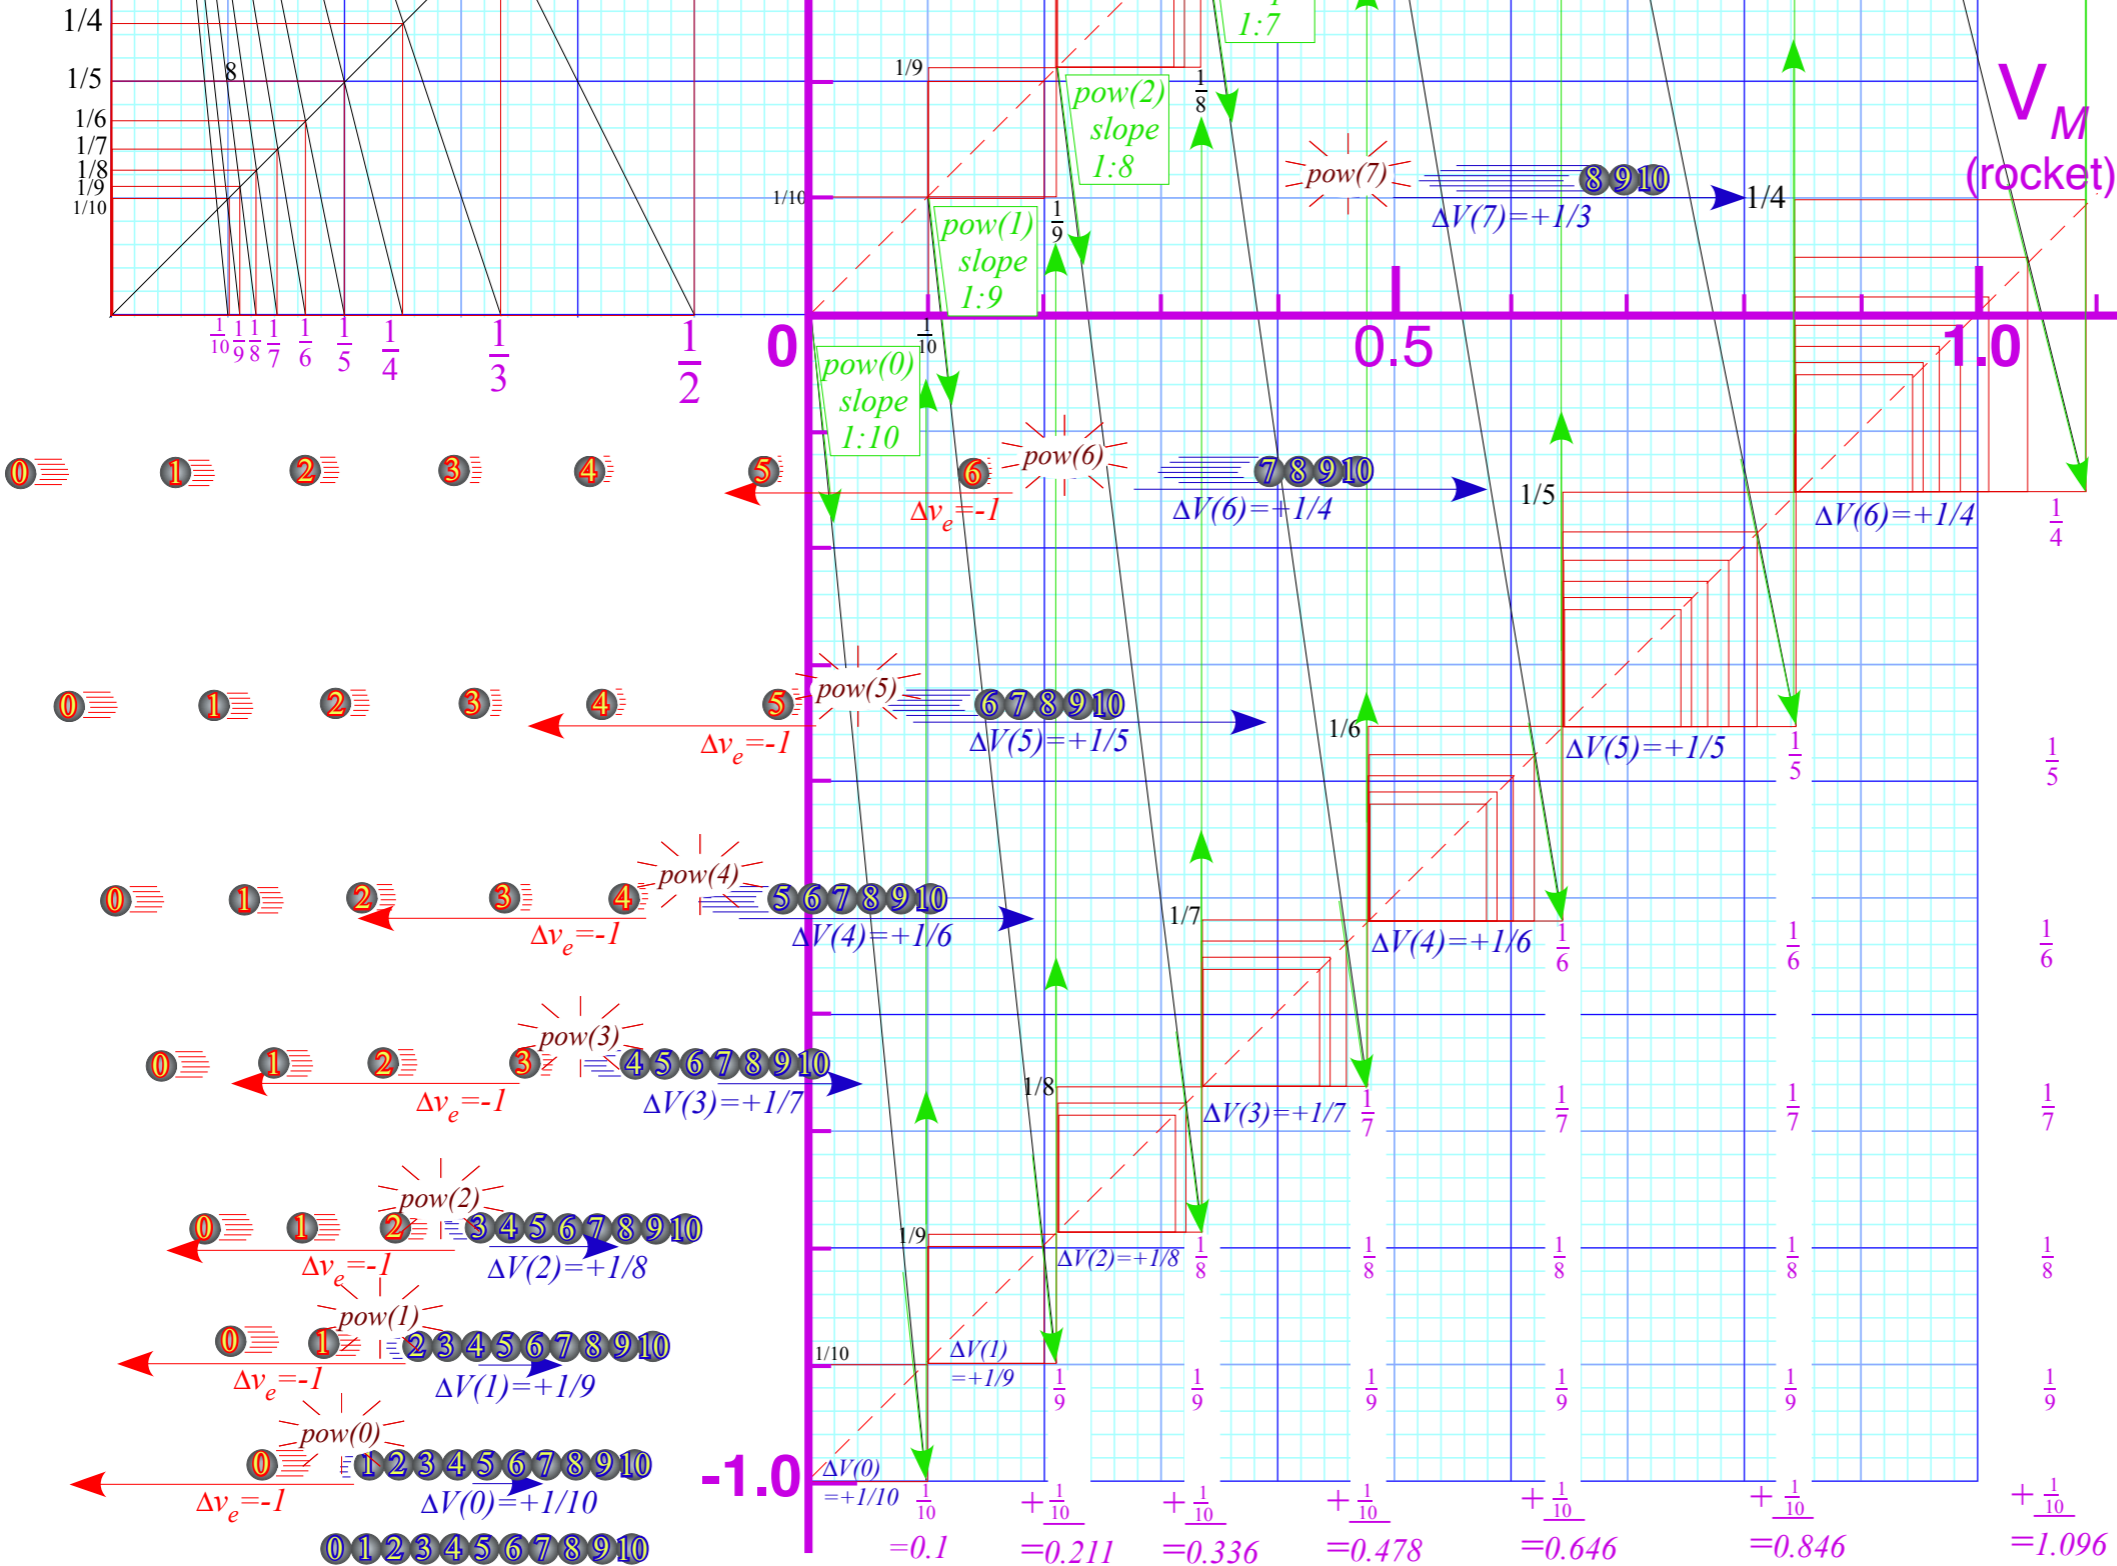 1/4
1/5
8
1/6
1/7
1/8
1/9
1/10
1/10 1/9 1/8 1/7 1/6 1/5 1/4 1/3 1/2
1:7
1/9
pow(2)
slope
1:8
1/8
1/10
pow(1)
slope
1:9
1/9
pow(7)
8 9 10
ΔV(7)=+1/3
1/4
V_M
(rocket)
0
1/10
0.5
1.0
pow(0)
slope
1:10
0 1 2 3 4 5 6
pow(6)
7 8 9 10
Δv_e=-1
ΔV(6)=+1/4
1/5
ΔV(6)=+1/4
1/4
0 1 2 3 4 5
pow(5)
6 7 8 9 10
Δv_e=-1
ΔV(5)=+1/5
1/6
ΔV(5)=+1/5
1/5 1/5
0 1 2 3 4
pow(4)
5 6 7 8 9 10
Δv_e=-1
ΔV(4)=+1/6
1/7
ΔV(4)=+1/6
1/6 1/6 1/6
0 1 2 3
pow(3)
4 5 6 7 8 9 10
Δv_e=-1
ΔV(3)=+1/7
1/8
ΔV(3)=+1/7
1/7 1/7 1/7 1/7
0 1 2
pow(2)
3 4 5 6 7 8 9 10
Δv_e=-1
ΔV(2)=+1/8
1/9
ΔV(2)=+1/8
1/8 1/8 1/8 1/8 1/8
0 1
pow(1)
2 3 4 5 6 7 8 9 10
Δv_e=-1
ΔV(1)=+1/9
1/10
ΔV(1)
=+1/9
1/9 1/9 1/9 1/9 1/9 1/9
0
pow(0)
1 2 3 4 5 6 7 8 9 10
Δv_e=-1
ΔV(0)=+1/10
-1.0
ΔV(0)
=+1/10
1/10 +1/10 +1/10 +1/10 +1/10 +1/10 +1/10
=0.1 =0.211 =0.336 =0.478 =0.646 =0.846 =1.096
0 1 2 3 4 5 6 7 8 9 10